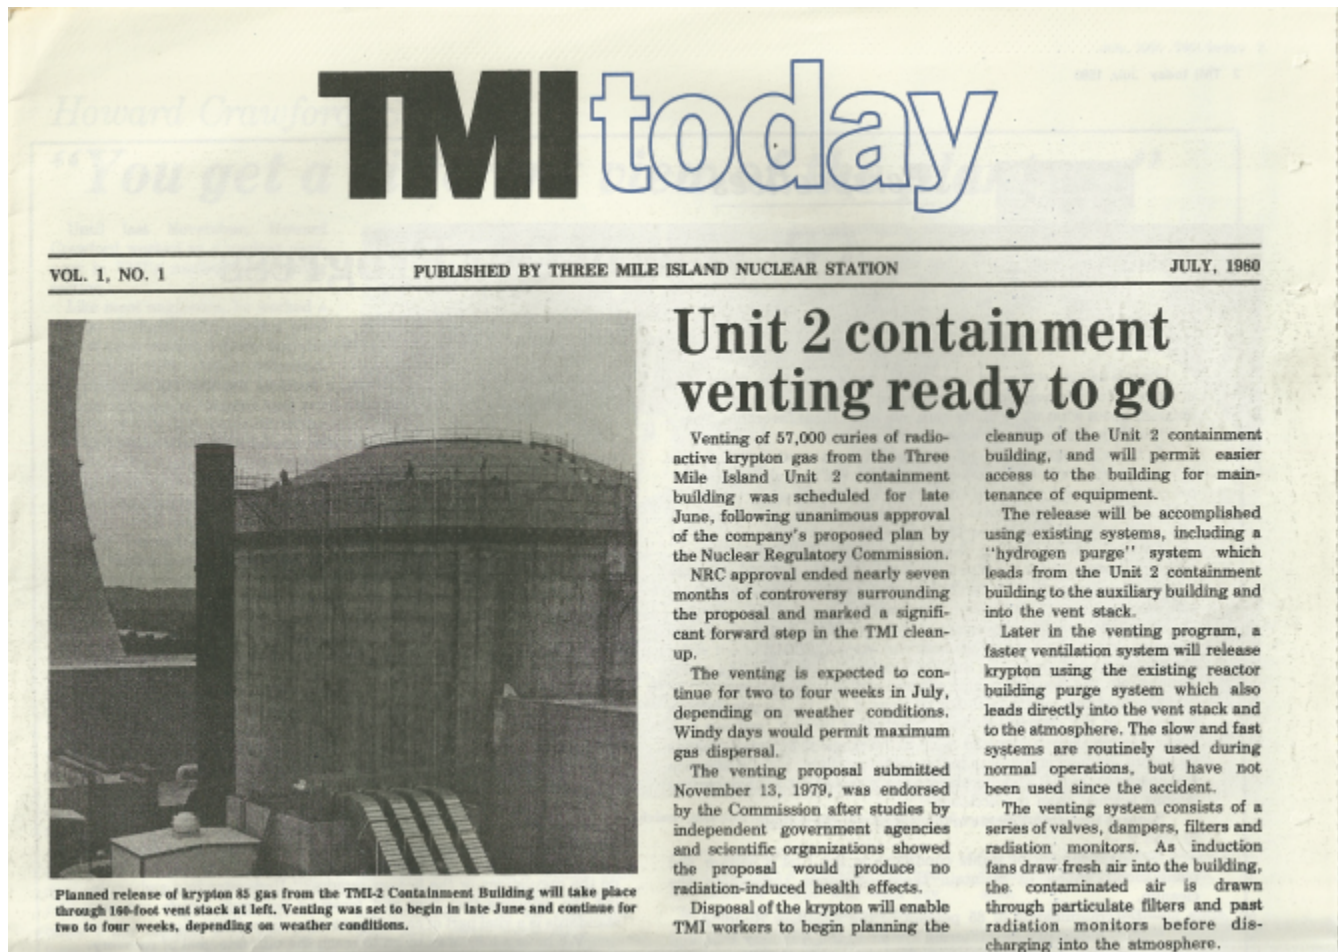 TMI today
VOL. 1, NO. 1
PUBLISHED BY THREE MILE ISLAND NUCLEAR STATION
JULY, 1980
Unit 2 containment
venting ready to go
Venting of 57,000 curies of radio-
active krypton gas from the Three
Mile Island Unit 2 containment
building was scheduled for late
June, following unanimous approval
of the company's proposed plan by
the Nuclear Regulatory Commission.
NRC approval ended nearly seven
months of controversy surrounding
the proposal and marked a signifi-
cant forward step in the TMI clean-
up.
The venting is expected to con-
tinue for two to four weeks in July,
depending on weather conditions.
Windy days would permit maximum
gas dispersal.
The venting proposal submitted
November 13, 1979, was endorsed
by the Commission after studies by
independent government agencies
and scientific organizations showed
the proposal would produce no
radiation-induced health effects.
Disposal of the krypton will enable
TMI workers to begin planning the
cleanup of the Unit 2 containment
building, and will permit easier
access to the building for main-
tenance of equipment.
The release will be accomplished
using existing systems, including a
"hydrogen purge" system which
leads from the Unit 2 containment
building to the auxiliary building and
into the vent stack.
Later in the venting program, a
faster ventilation system will release
krypton using the existing reactor
building purge system which also
leads directly into the vent stack and
to the atmosphere. The slow and fast
systems are routinely used during
normal operations, but have not
been used since the accident.
The venting system consists of a
series of valves, dampers, filters and
radiation monitors. As induction
fans draw fresh air into the building,
the contaminated air is drawn
through particulate filters and past
radiation monitors before dis-
charging into the atmosphere.
Planned release of krypton 85 gas from the TMI-2 Containment Building will take place
through 160-foot vent stack at left. Venting was set to begin in late June and continue for
two to four weeks, depending on weather conditions.
Howard Crawfor
"You get a